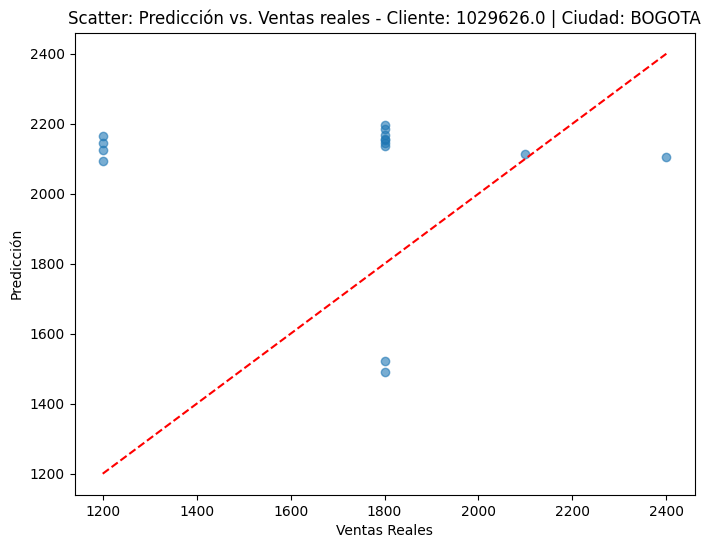 Scatter: Predicción vs. Ventas reales - Cliente: 1029626.0 | Ciudad: BOGOTA
2400
2200
2000
1800
1600
1400
1200
Predicción
1200 1400 1600 1800 2000 2200 2400
Ventas Reales